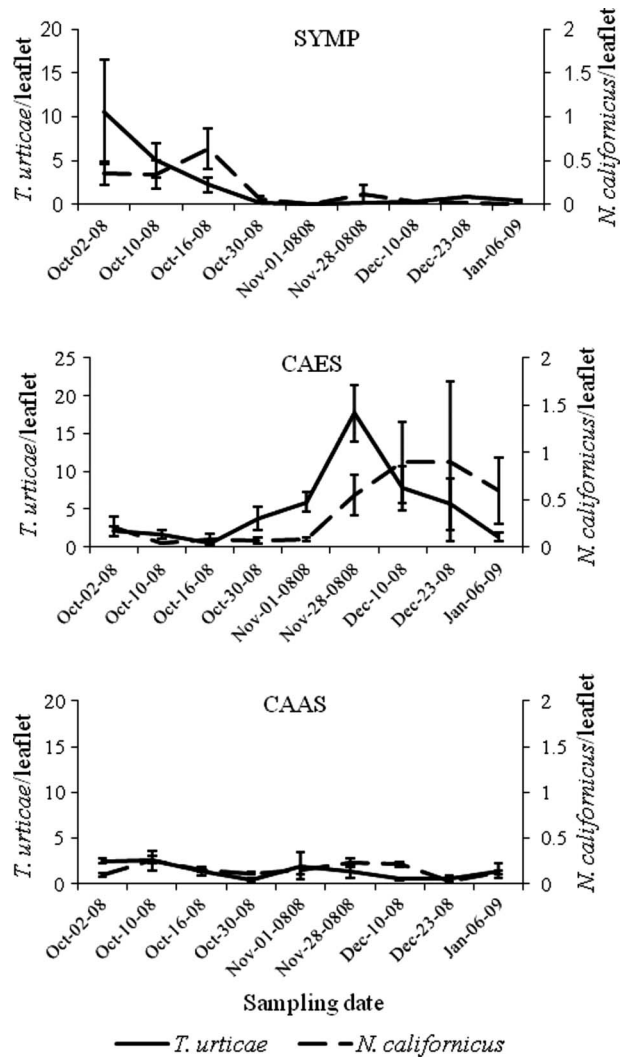 SYMP
T. urticae/leaflet
20
15
10
5
0
N. californicus/leaflet
2
1.5
1
0.5
0
Oct-02-08
Oct-10-08
Oct-16-08
Oct-30-08
Nov-01-0808
Nov-28-0808
Dec-10-08
Dec-23-08
Jan-06-09
CAES
T. urticae/leaflet
25
20
15
10
5
0
N. californicus/leaflet
2
1.5
1
0.5
0
Oct-02-08
Oct-10-08
Oct-16-08
Oct-30-08
Nov-01-0808
Nov-28-0808
Dec-10-08
Dec-23-08
Jan-06-09
CAAS
T. urticae/leaflet
20
15
10
5
0
N. californicus/leaflet
2
1.5
1
0.5
0
Oct-02-08
Oct-10-08
Oct-16-08
Oct-30-08
Nov-01-0808
Nov-28-0808
Dec-10-08
Dec-23-08
Jan-06-09
Sampling date
T. urticae
N. californicus